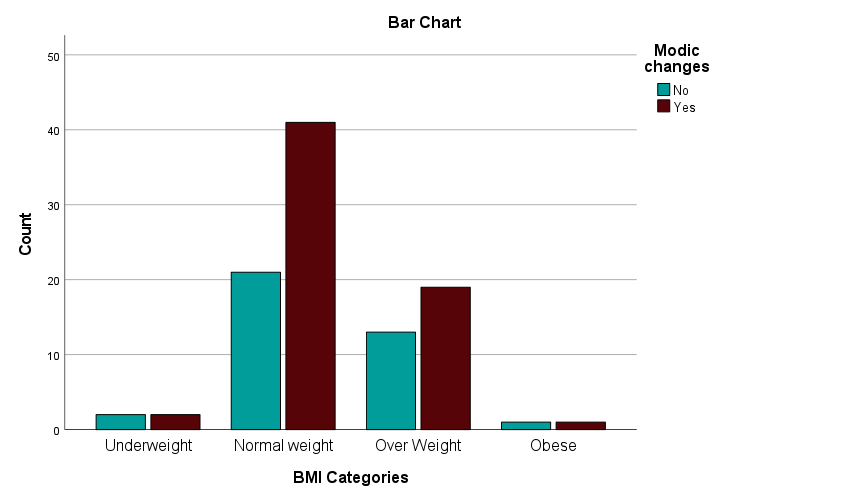 Bar Chart
Modic
changes
No
Yes
50
40
30
20
10
0
Count
Underweight
Normal weight
Over Weight
Obese
BMI Categories